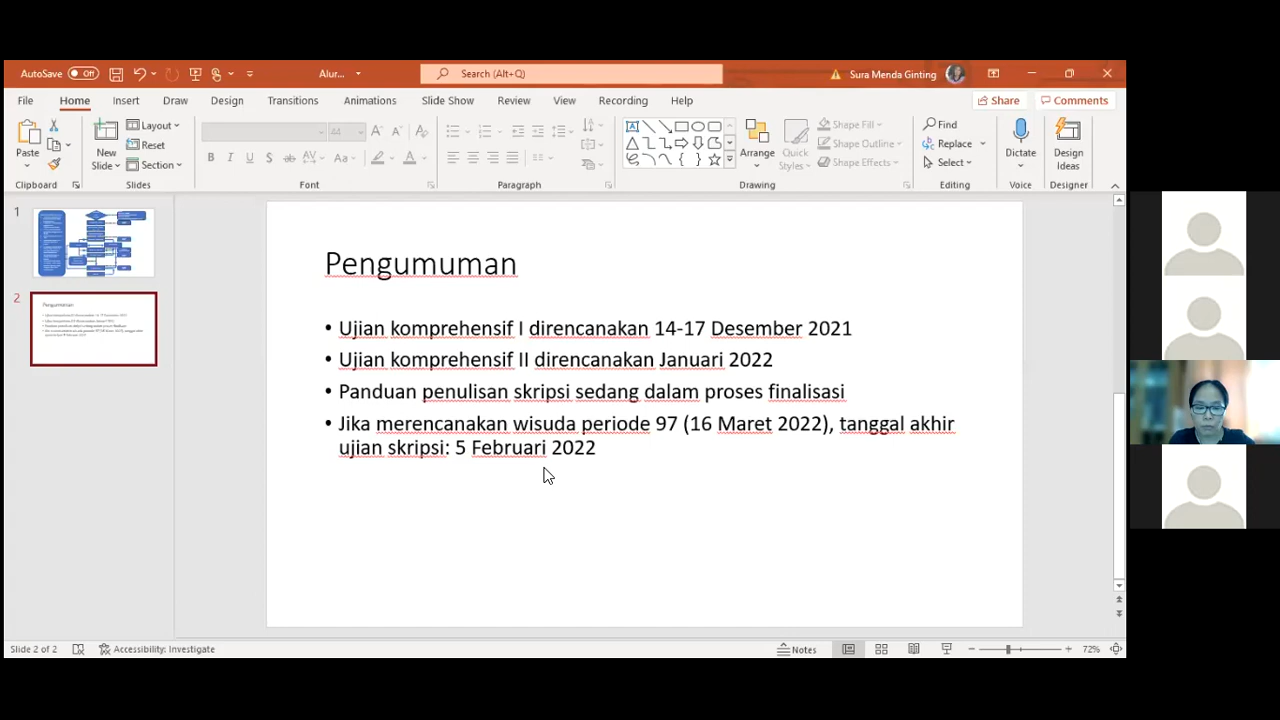 AutoSave Off Alur... Search (Alt+Q) Sura Menda Ginting
File Home Insert Draw Design Transitions Animations Slide Show Review View Recording Help Share Comments
Paste New Slide Layout Reset Section 44 Arrange Quick Styles Shape Fill Shape Outline Shape Effects Find Replace Select Dictate Design Ideas
Clipboard Slides Font Paragraph Drawing Editing Voice Designer
1
2
Pengumuman
• Ujian komprehensif I direncanakan 14-17 Desember 2021
• Ujian komprehensif II direncanakan Januari 2022
• Panduan penulisan skripsi sedang dalam proses finalisasi
• Jika merencanakan wisuda periode 97 (16 Maret 2022), tanggal akhir
ujian skripsi: 5 Februari 2022
Slide 2 of 2 Accessibility: Investigate Notes 72%